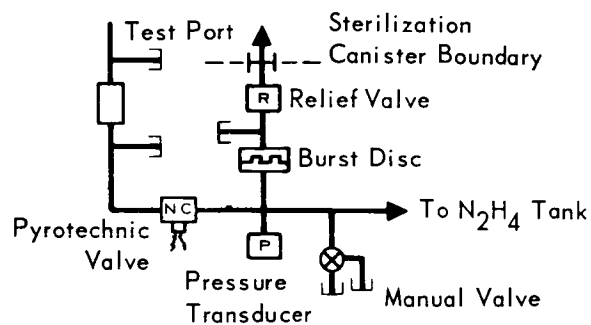 Test Port
Sterilization
Canister Boundary
R
Relief Valve
Burst Disc
NC
To N₂H₄ Tank
Pyrotechnic
Valve
P
Pressure
Transducer
Manual Valve